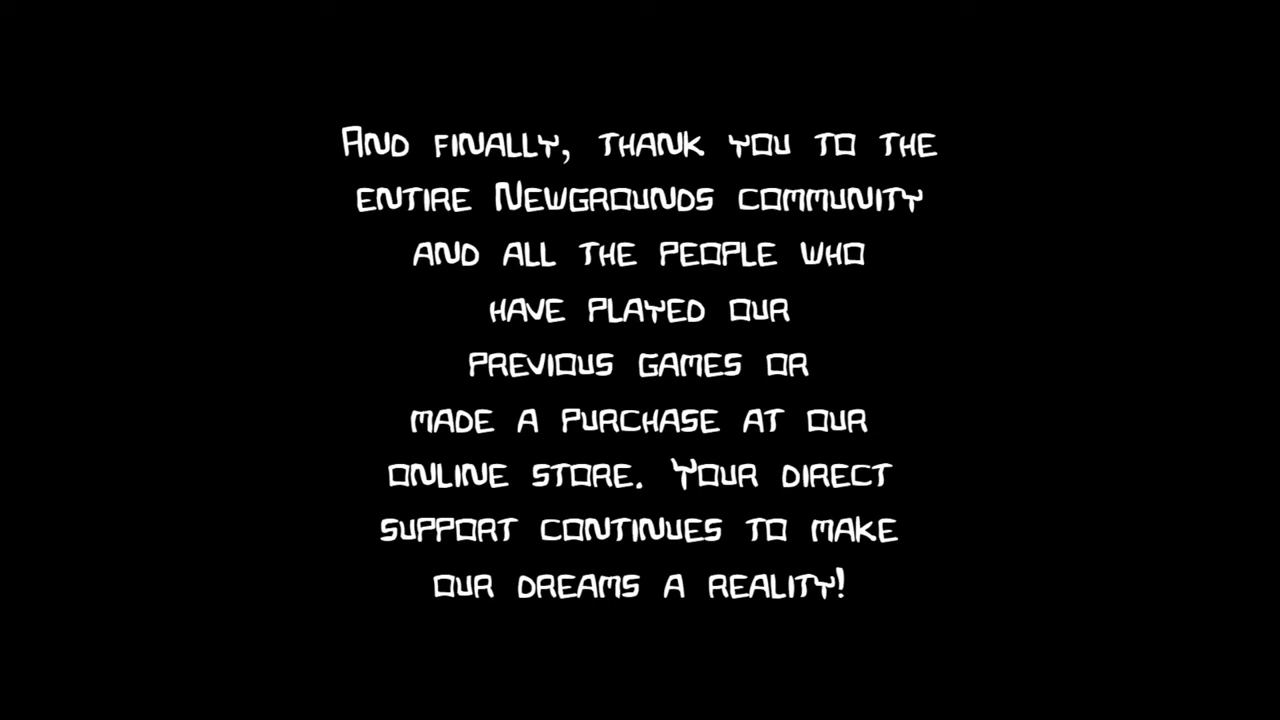 And finally, thank you to the
entire Newgrounds community
and all the people who
have played our
previous games or
made a purchase at our
online store. Your direct
support continues to make
our dreams a reality!